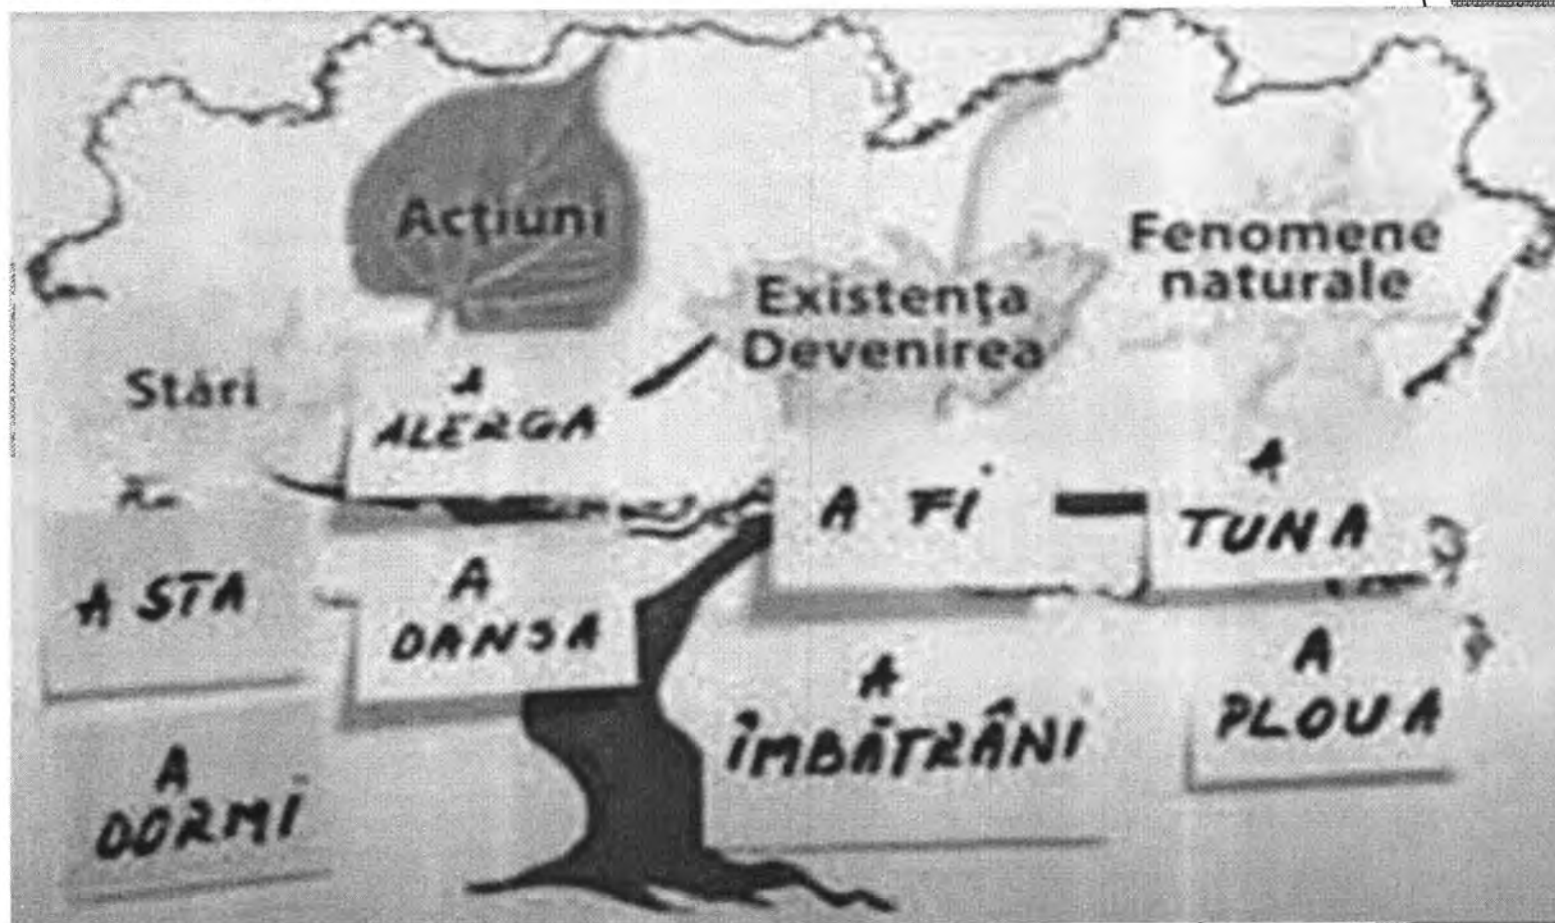 Acțiuni
Fenomene
naturale
Existența
Devenirea
Stări
A
ALERGA
A FI
A
TUNA
A STA
A
DANSA
A
ÎMBĂTRÂNI
A
PLOUA
A
DORMI